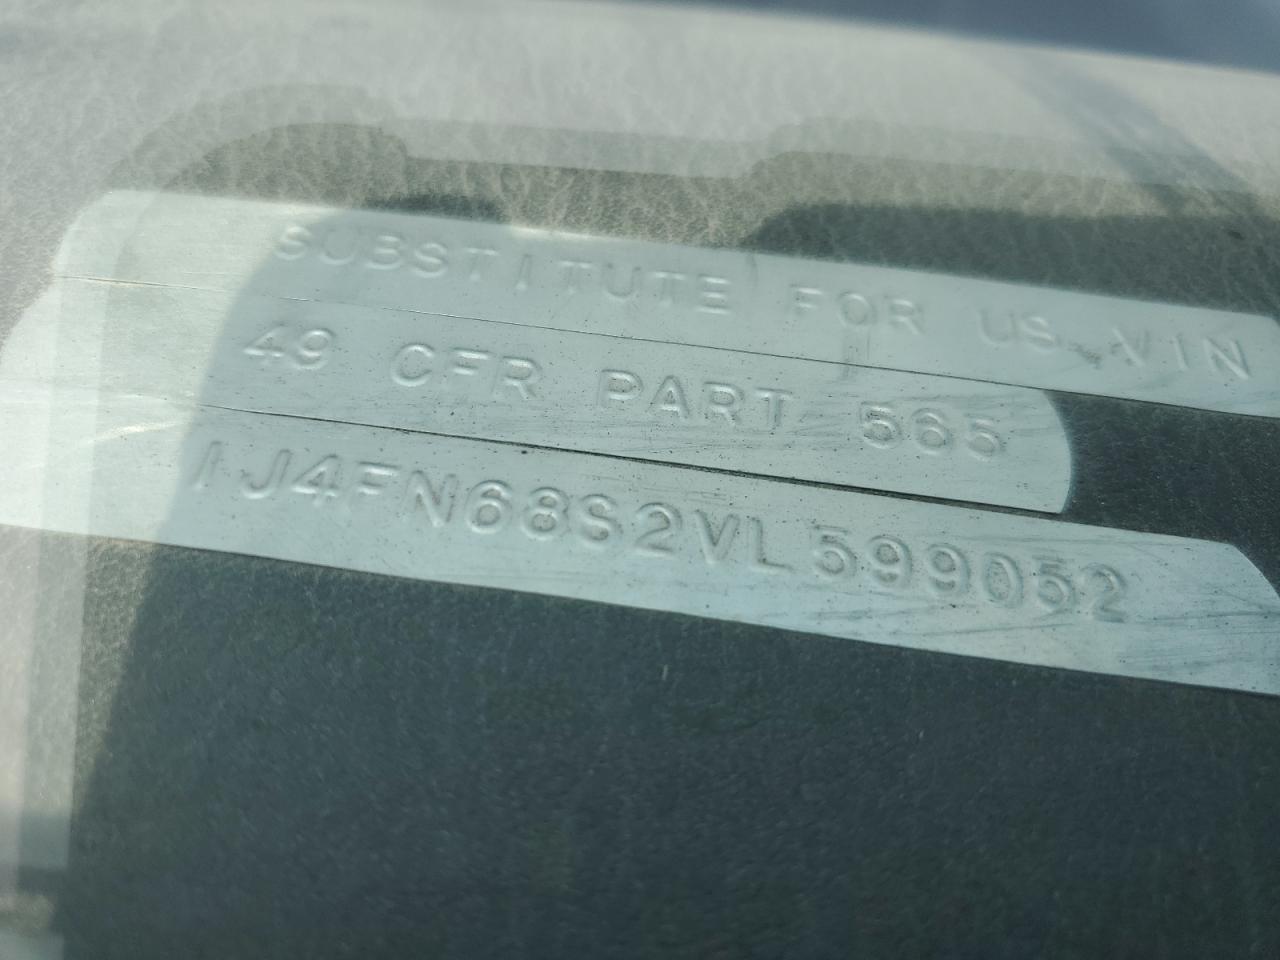 SUBSTITUTE FOR US VIN
49 CFR PART 565
1J4FN68S2VL599052